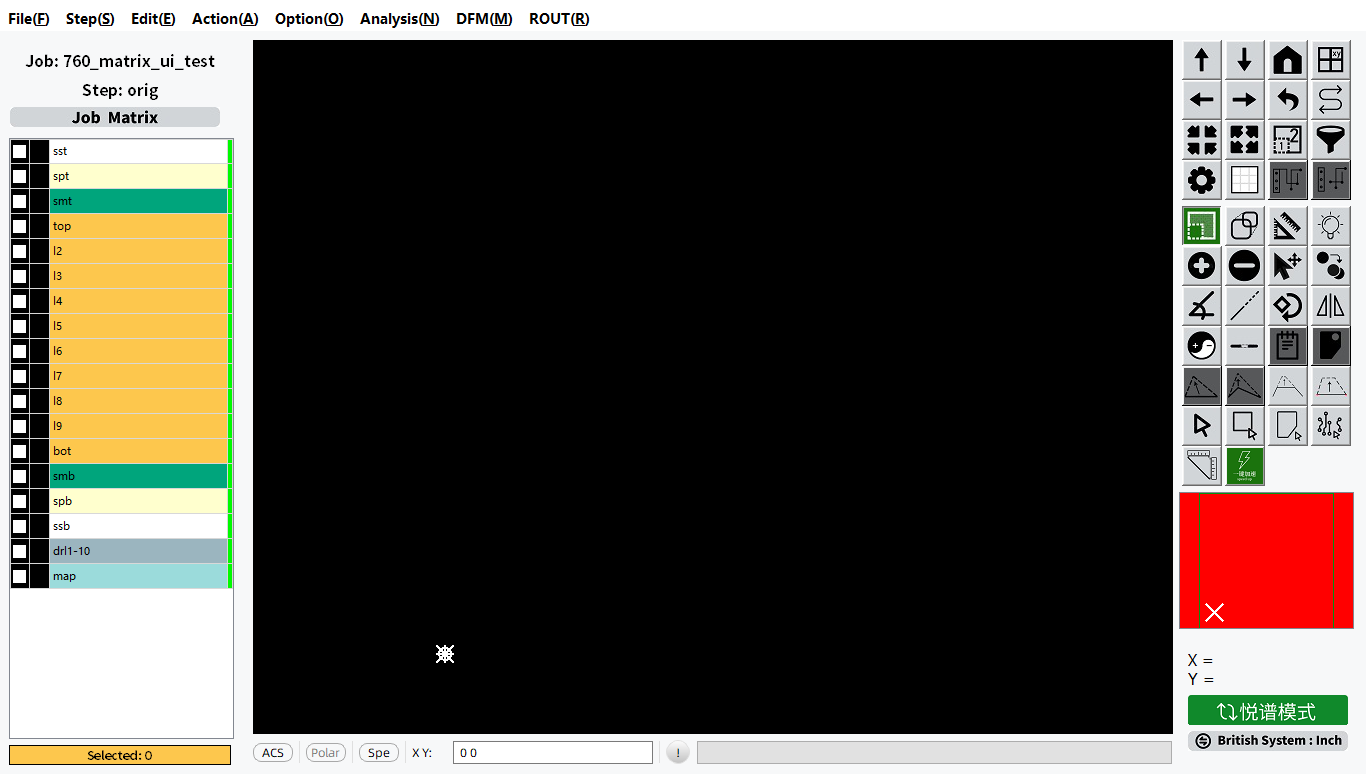 File(F) Step(S) Edit(E) Action(A) Option(O) Analysis(N) DFM(M) ROUT(R)
Job: 760_matrix_ui_test
Step: orig
Job Matrix
sst
spt
smt
top
l2
l3
l4
l5
l6
l7
l8
l9
bot
smb
spb
ssb
drl1-10
map
Selected: 0
ACS Polar Spe X Y: 0 0 !
xy
2
1
X =
Y =
悦谱模式
British System : Inch